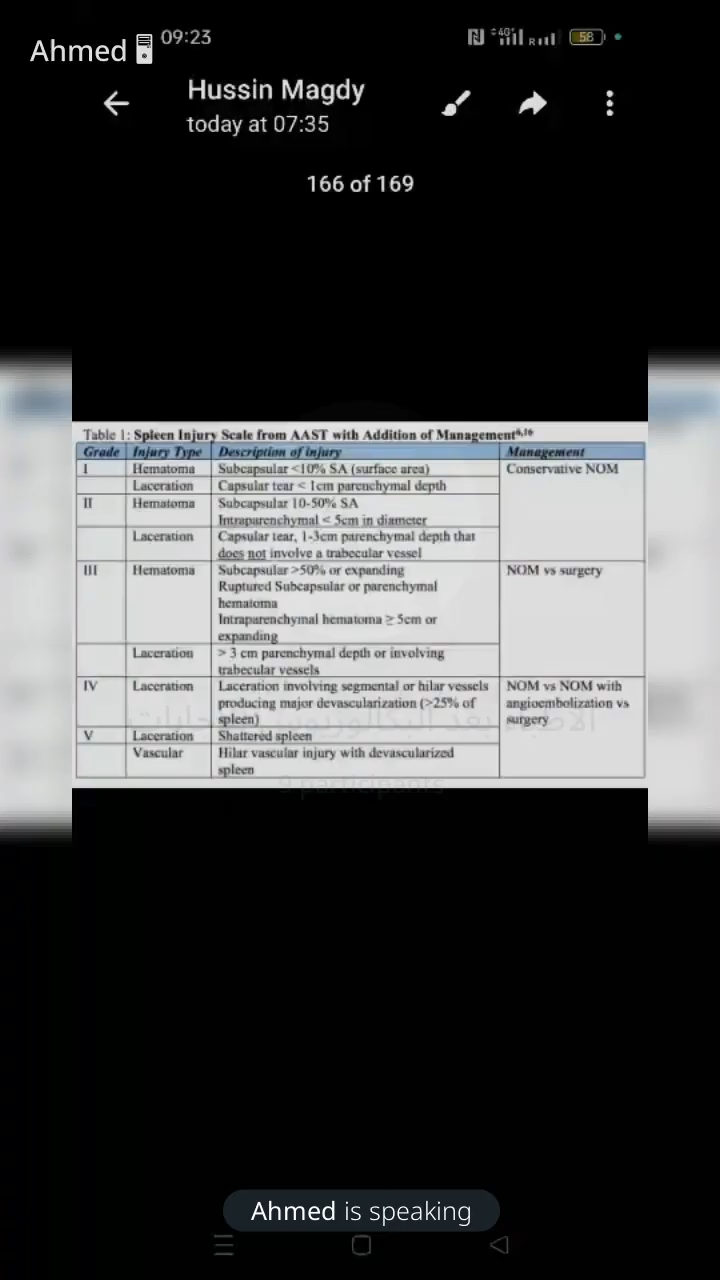 Ahmed
09:23
4G
R
58
Hussin Magdy
today at 07:35
166 of 169
Table 1: Spleen Injury Scale from AAST with Addition of Management6,16
Grade Injury Type Description of injury Management
I Hematoma Subcapsular <10% SA (surface area) Conservative NOM
Laceration Capsular tear < 1cm parenchymal depth
II Hematoma Subcapsular 10-50% SA
Intraparenchymal < 5cm in diameter
Laceration Capsular tear, 1-3cm parenchymal depth that
does not involve a trabecular vessel
III Hematoma Subcapsular >50% or expanding NOM vs surgery
Ruptured Subcapsular or parenchymal
hematoma
Intraparenchymal hematoma ≥ 5cm or
expanding
Laceration > 3 cm parenchymal depth or involving
trabecular vessels
IV Laceration Laceration involving segmental or hilar vessels NOM vs NOM with
producing major devascularization (>25% of angioembolization vs
spleen) surgery
V Laceration Shattered spleen
Vascular Hilar vascular injury with devascularized
spleen
9 participants
Ahmed is speaking